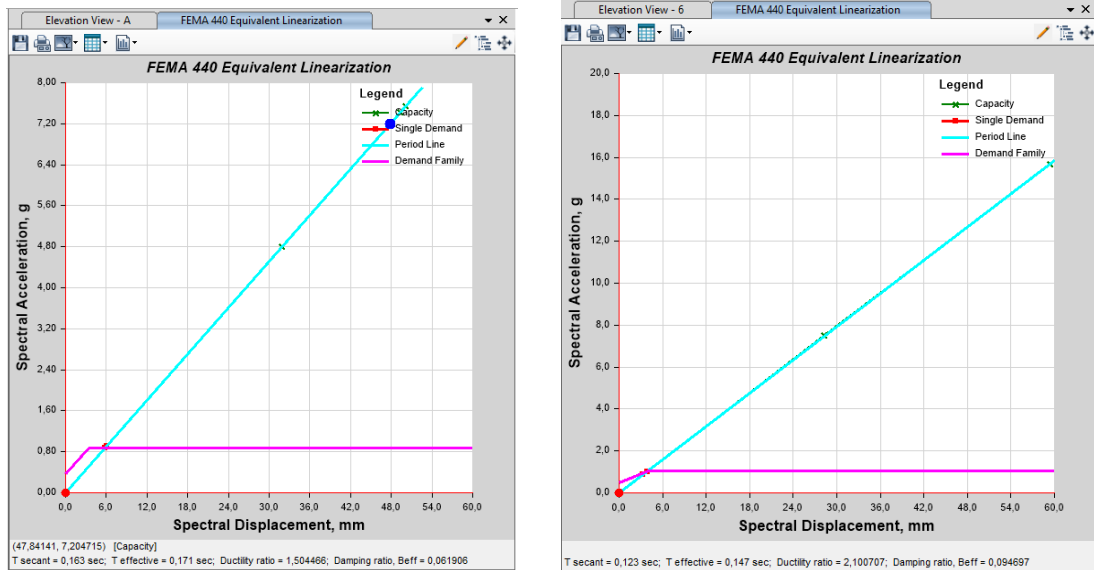 Elevation View - A
FEMA 440 Equivalent Linearization
FEMA 440 Equivalent Linearization
Legend
Capacity
Single Demand
Period Line
Demand Family
Spectral Acceleration, g
8,00
7,20
6,40
5,60
4,80
4,00
3,20
2,40
1,60
0,80
0,00
0,0 6,0 12,0 18,0 24,0 30,0 36,0 42,0 48,0 54,0 60,0
Spectral Displacement, mm
(47,84141, 7,204715) [Capacity]
T secant = 0,163 sec; T effective = 0,171 sec; Ductility ratio = 1,504466; Damping ratio, Beff = 0,061906
Elevation View - 6
FEMA 440 Equivalent Linearization
FEMA 440 Equivalent Linearization
Legend
Capacity
Single Demand
Period Line
Demand Family
Spectral Acceleration, g
20,0
18,0
16,0
14,0
12,0
10,0
8,0
6,0
4,0
2,0
0,0
0,0 6,0 12,0 18,0 24,0 30,0 36,0 42,0 48,0 54,0 60,0
Spectral Displacement, mm
T secant = 0,123 sec; T effective = 0,147 sec; Ductility ratio = 2,100707; Damping ratio, Beff = 0,094697